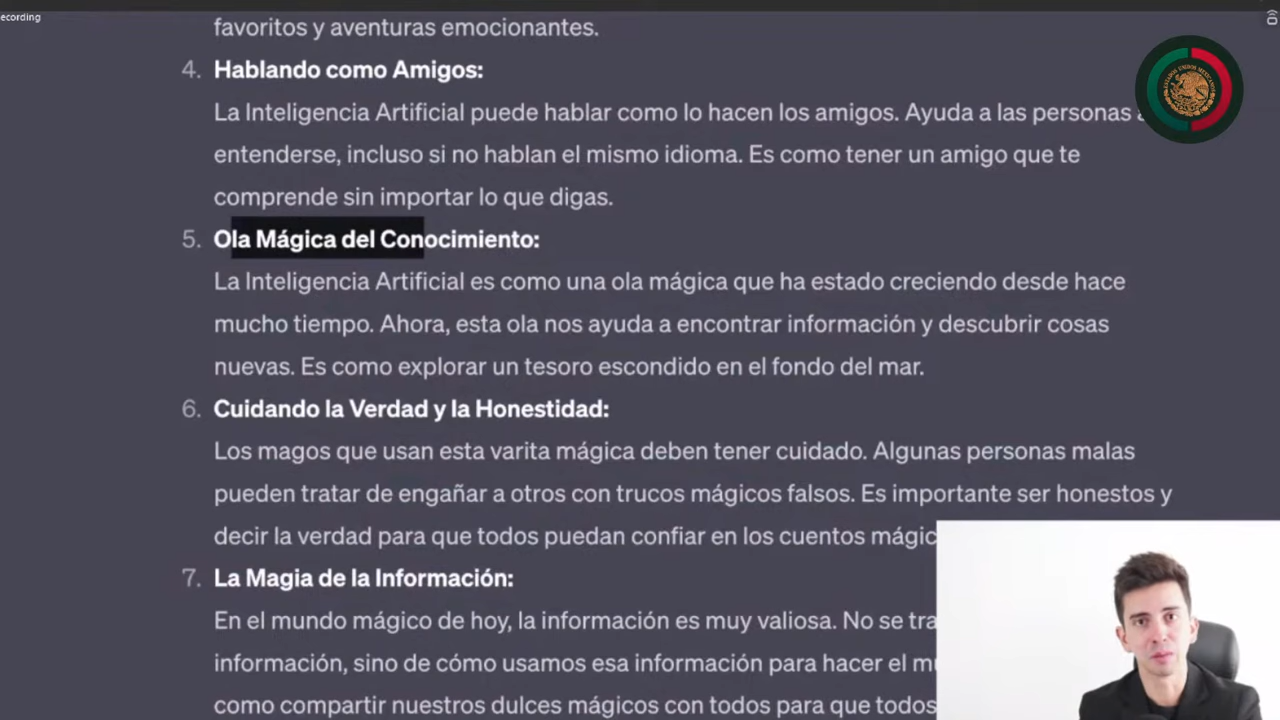 ecording
favoritos y aventuras emocionantes.
4. Hablando como Amigos:
La Inteligencia Artificial puede hablar como lo hacen los amigos. Ayuda a las personas a
entenderse, incluso si no hablan el mismo idioma. Es como tener un amigo que te
comprende sin importar lo que digas.
5. Ola Mágica del Conocimiento:
La Inteligencia Artificial es como una ola mágica que ha estado creciendo desde hace
mucho tiempo. Ahora, esta ola nos ayuda a encontrar información y descubrir cosas
nuevas. Es como explorar un tesoro escondido en el fondo del mar.
6. Cuidando la Verdad y la Honestidad:
Los magos que usan esta varita mágica deben tener cuidado. Algunas personas malas
pueden tratar de engañar a otros con trucos mágicos falsos. Es importante ser honestos y
decir la verdad para que todos puedan confiar en los cuentos mágic
7. La Magia de la Información:
En el mundo mágico de hoy, la información es muy valiosa. No se tra
información, sino de cómo usamos esa información para hacer el mu
como compartir nuestros dulces mágicos con todos para que todos
ESTADOS UNIDOS MEXICANOS